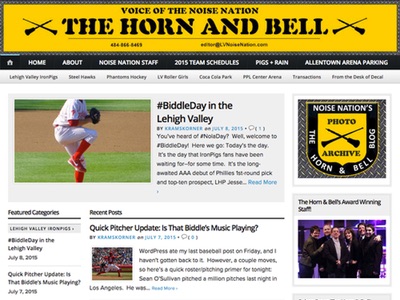 VOICE OF THE NOISE NATION
THE HORN AND BELL
484-866-9469
editor@LVNoiseNation.com
HOME
ABOUT
NOISE NATION STAFF
2015 TEAM SCHEDULES
PIGS + RAIN
ALLENTOWN ARENA PARKING
Lehigh Valley IronPigs
Steel Hawks
Phantoms Hockey
LV Roller Girls
Coca Cola Park
PPL Center Arena
Transactions
From the Desk of Decal
#BiddleDay in the
Lehigh Valley
BY KRAMSKORNER on JULY 8, 2015 • ( 1 )
You've heard of #NolaDay? Well, welcome to
#BiddleDay! Here we go: Today's the day.
It's the day that IronPigs fans have been
waiting for–for some time. It's the long-
awaited AAA debut of Phillies 1st-round pick
and top-ten prospect, LHP Jesse… Read
More ›
NOISE NATION'S
PHOTO
ARCHIVE
THE
BLOG
THE HORN & BELL
The Horn & Bell's Award Winning
Staff!
Featured Categories
LEHIGH VALLEY IRONPIGS ›
#BiddleDay in the Lehigh
Valley
July 8, 2015
Quick Pitcher Update: Is
That Biddle's Music Playing?
July 7, 2015
Recent Posts
Quick Pitcher Update: Is That Biddle's Music Playing?
BY KRAMSKORNER on JULY 7, 2015 • ( 0 )
WordPress ate my last baseball post on Friday, and I
haven't gotten back to it. However, a couple moves,
so here's a quick roster/pitching primer for tonight:
Sean O'Sullivan pitched a million pitches last night
in Los Angeles. He was… Read More ›